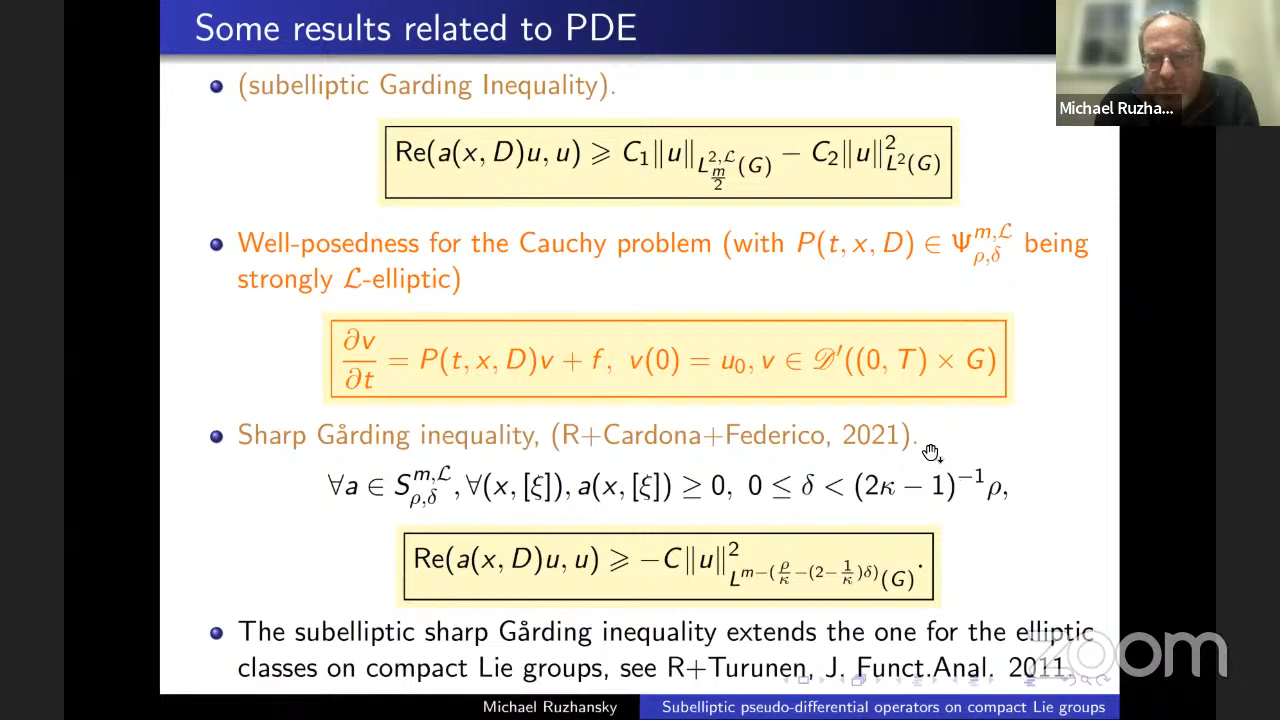 Some results related to PDE
Michael Ruzha...
(subelliptic Garding Inequality).
Re(a(x, D)u, u) ⩾ C₁‖u‖_{L^{2,ℒ}_{m/2}(G)} − C₂‖u‖²_{L²(G)}
Well-posedness for the Cauchy problem (with P(t, x, D) ∈ Ψ^{m,ℒ}_{ρ,δ} being
strongly ℒ-elliptic)
∂v/∂t = P(t, x, D)v + f, v(0) = u₀, v ∈ 𝒟′((0, T) × G)
Sharp Gårding inequality, (R+Cardona+Federico, 2021).
∀a ∈ S^{m,ℒ}_{ρ,δ}, ∀(x, [ξ]), a(x, [ξ]) ≥ 0, 0 ≤ δ < (2κ − 1)⁻¹ρ,
Re(a(x, D)u, u) ⩾ −C‖u‖²_{L^{m−(ρ/κ−(2−1/κ)δ)}(G)}.
The subelliptic sharp Gårding inequality extends the one for the elliptic
classes on compact Lie groups, see R+Turunen, J. Funct.Anal. 2011.
zoom
Michael Ruzhansky Subelliptic pseudo-differential operators on compact Lie groups